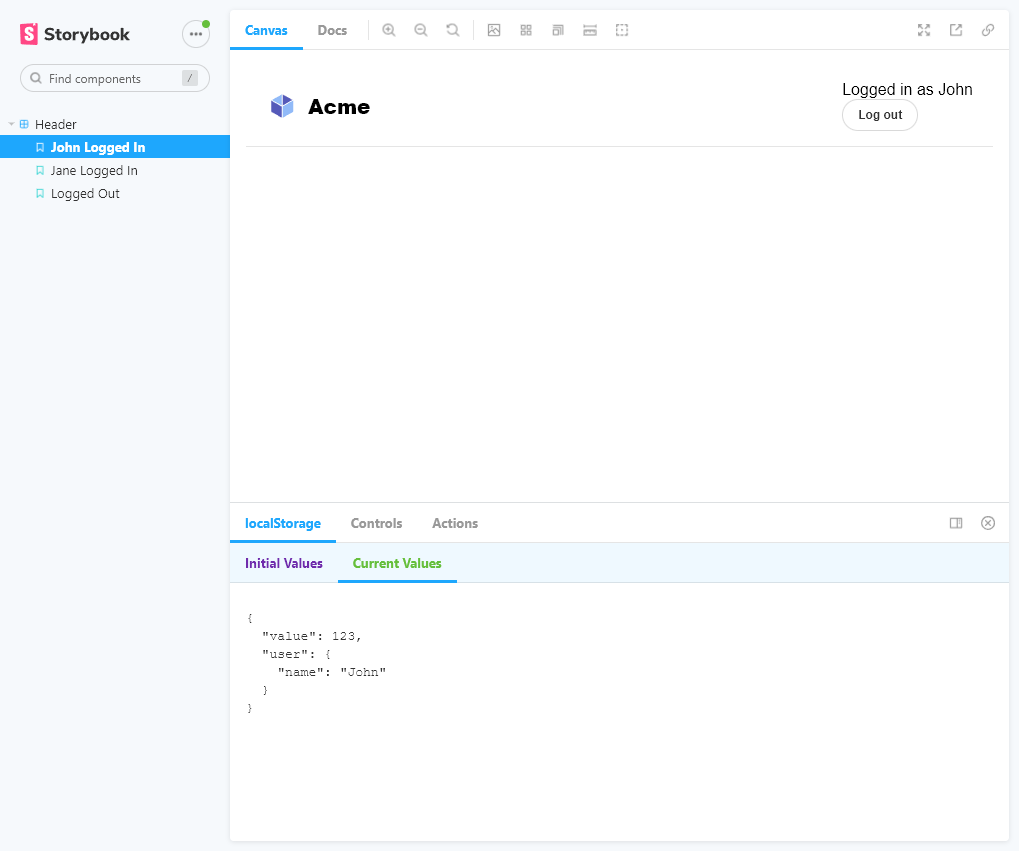 Storybook
Find components /
Header
John Logged In
Jane Logged In
Logged Out
Canvas Docs
Acme
Logged in as John
Log out
localStorage Controls Actions
Initial Values Current Values
{
  "value": 123,
  "user": {
    "name": "John"
  }
}